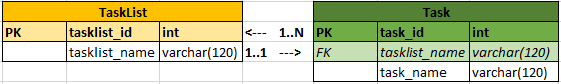 TaskList Task
PK tasklist_id int <--- 1..N PK task_id int
tasklist_name varchar(120) 1..1 ---> FK tasklist_name varchar(120)
task_name varchar(120)